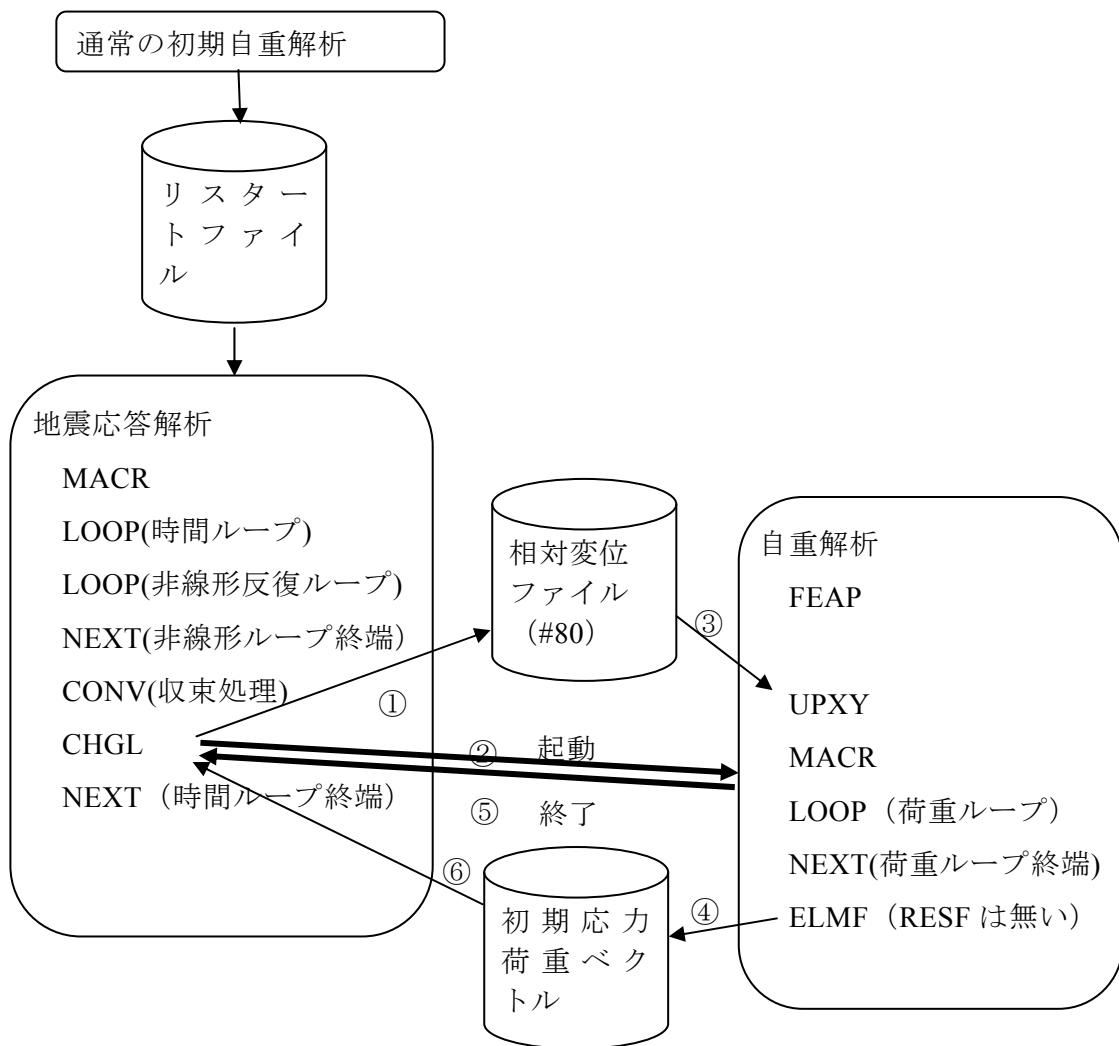 通常の初期自重解析
リスター
トファイ
ル
地震応答解析
MACR
LOOP(時間ループ)
LOOP(非線形反復ループ)
NEXT(非線形ループ終端）
CONV(収束処理)
CHGL
NEXT（時間ループ終端）
相対変位
ファイル
（#80）
①
② 起動
⑤ 終了
⑥
③
④
初期応力
荷重ベク
トル
自重解析
FEAP
UPXY
MACR
LOOP（荷重ループ）
NEXT(荷重ループ終端)
ELMF（RESF は無い）